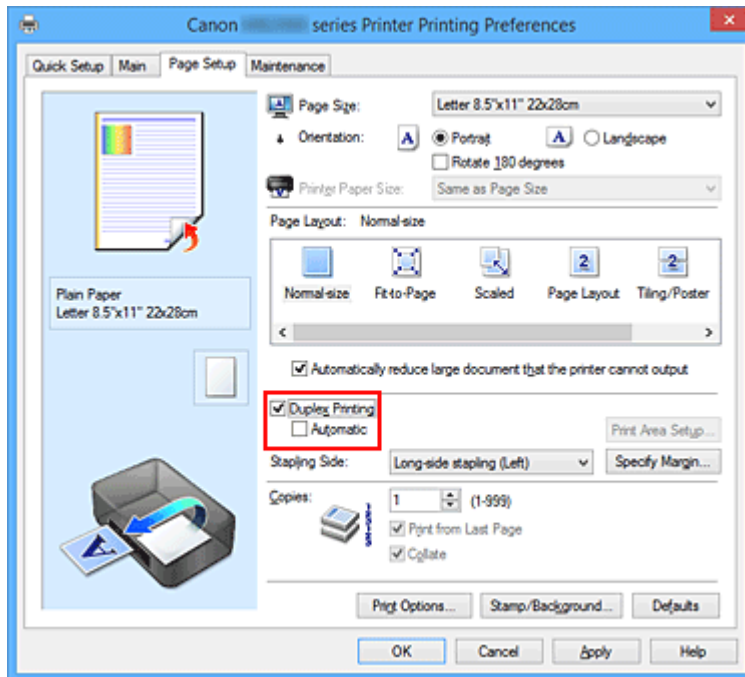 Canon series Printer Printing Preferences
Quick Setup Main Page Setup Maintenance
Page Size: Letter 8.5"x11" 22x28cm
Orientation: A Portrait A Landscape
Rotate 180 degrees
Printer Paper Size: Same as Page Size
Page Layout: Normal-size
2 2
Normal-size Fit-to-Page Scaled Page Layout Tiling/Poster
Plain Paper
Letter 8.5"x11" 22x28cm
Automatically reduce large document that the printer cannot output
Duplex Printing
Automatic
Print Area Setup...
Stapling Side: Long-side stapling (Left) Specify Margin...
Copies: 1 (1-999)
Print from Last Page
Collate
A
Print Options... Stamp/Background... Defaults
OK Cancel Apply Help